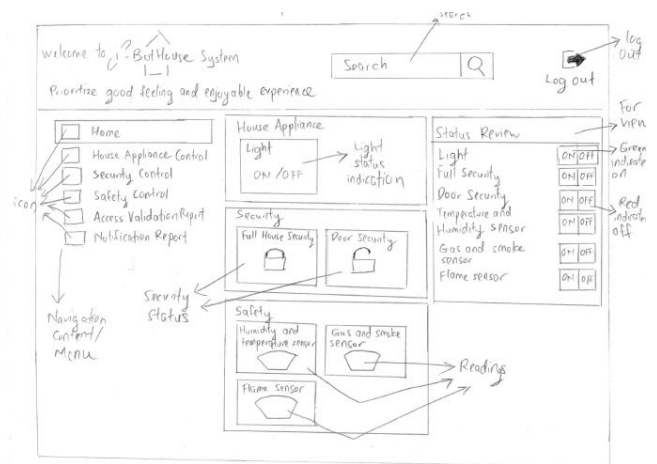 search
Welcome to i-BotHouse System
Prioritize good feeling and enjoyable experience
Search
Log out
log out
Home
House Appliance Control
Security Control
Safety Control
Access Validation Report
Notification Report
icon
Navigation
Content/
Menu
House Appliance
Light
ON / OFF
Light
status
indication
Security
Full House Security
Door Security
Security
Status
Safety
Humidity and
temperature sensor
Gas and smoke
sensor
Flame sensor
Readings
Status Review
For
view
Light ON OFF
Full Security ON OFF
Door Security ON OFF
Temperature and
Humidity sensor ON OFF
Gas and smoke
sensor ON OFF
Flame sensor ON OFF
Green
indicate
on
Red
indicate
off